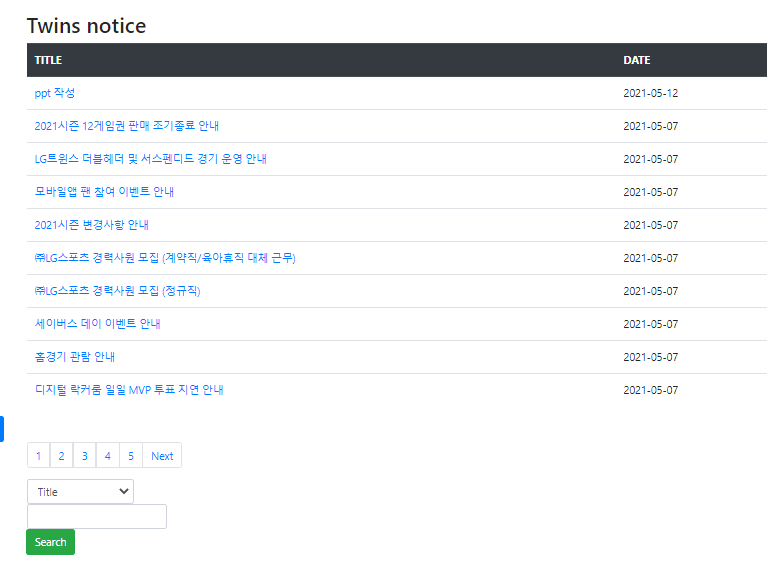 Twins notice
TITLE DATE
ppt 작성 2021-05-12
2021시즌 12게임권 판매 조기종료 안내 2021-05-07
LG트윈스 더블헤더 및 서스펜디드 경기 운영 안내 2021-05-07
모바일앱 팬 참여 이벤트 안내 2021-05-07
2021시즌 변경사항 안내 2021-05-07
㈜LG스포츠 경력사원 모집 (계약직/육아휴직 대체 근무) 2021-05-07
㈜LG스포츠 경력사원 모집 (정규직) 2021-05-07
세이버스 데이 이벤트 안내 2021-05-07
홈경기 관람 안내 2021-05-07
디지털 락커룸 일일 MVP 투표 지연 안내 2021-05-07
1 2 3 4 5 Next
Title
Search